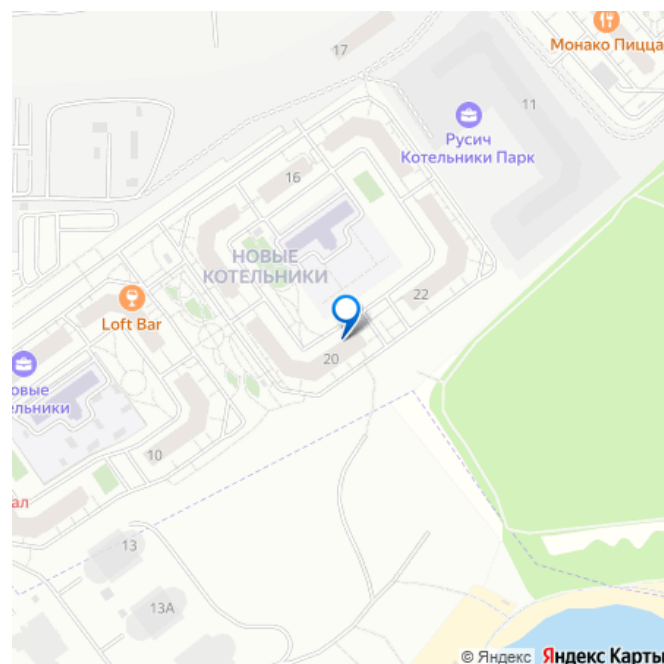 17
Монако Пицца
11
Русич
Котельники Парк
16
НОВЫЕ
КОТЕЛЬНИКИ
22
Loft Bar
20
овые
ельники
10
ал
13
13А
© Яндекс Яндекс Карты